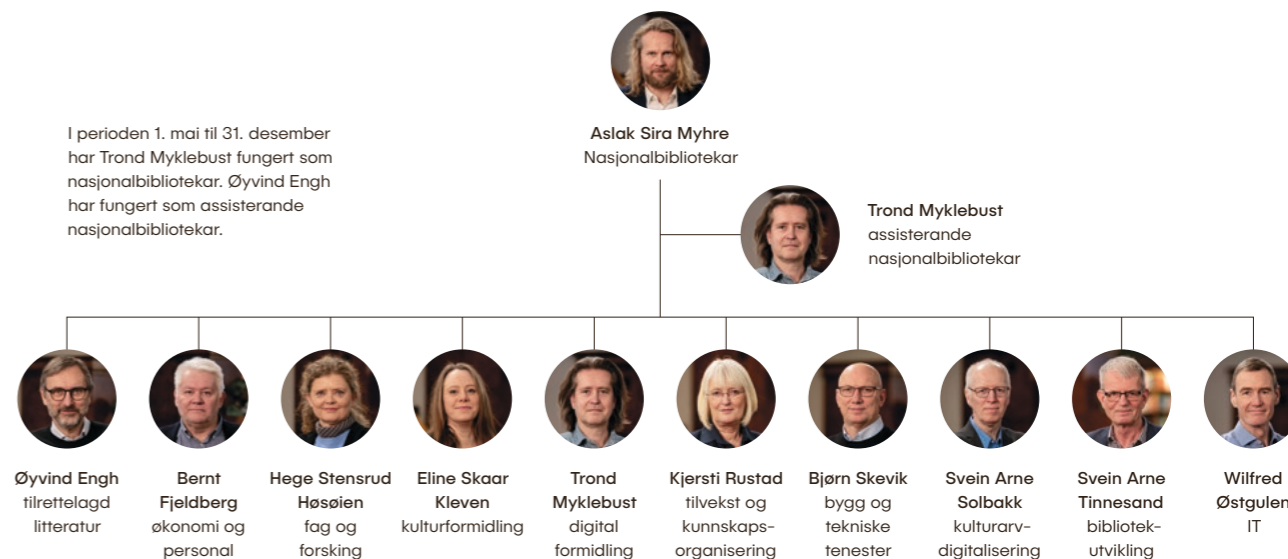 Aslak Sira Myhre
Nasjonalbibliotekar
I perioden 1. mai til 31. desember
har Trond Myklebust fungert som
nasjonalbibliotekar. Øyvind Engh
har fungert som assisterande
nasjonalbibliotekar.
Trond Myklebust
assisterande
nasjonalbibliotekar
Øyvind Engh
tilrettelagd
litteratur
Bernt
Fjeldberg
økonomi og
personal
Hege Stensrud
Høsøien
fag og
forsking
Eline Skaar
Kleven
kulturformidling
Trond
Myklebust
digital
formidling
Kjersti Rustad
tilvekst og
kunnskaps-
organisering
Bjørn Skevik
bygg og
tekniske
tenester
Svein Arne
Solbakk
kulturarv-
digitalisering
Svein Arne
Tinnesand
bibliotek-
utvikling
Wilfred
Østgulen
IT